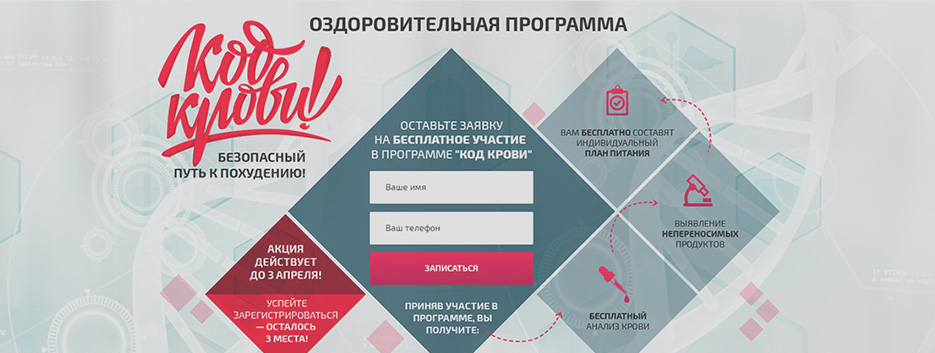 ОЗДОРОВИТЕЛЬНАЯ ПРОГРАММА
Код
крови!
БЕЗОПАСНЫЙ
ПУТЬ К ПОХУДЕНИЮ!
ОСТАВЬТЕ ЗАЯВКУ
НА БЕСПЛАТНОЕ УЧАСТИЕ
В ПРОГРАММЕ "КОД КРОВИ"
Ваше имя
Ваш телефон
ЗАПИСАТЬСЯ
ПРИНЯВ УЧАСТИЕ В
ПРОГРАММЕ, ВЫ
ПОЛУЧИТЕ:
АКЦИЯ
ДЕЙСТВУЕТ
ДО 3 АПРЕЛЯ!
УСПЕЙТЕ
ЗАРЕГИСТРИРОВАТЬСЯ
— ОСТАЛОСЬ
3 МЕСТА!
ВАМ БЕСПЛАТНО СОСТАВЯТ
ИНДИВИДУАЛЬНЫЙ
ПЛАН ПИТАНИЯ
ВЫЯВЛЕНИЕ
НЕПЕРЕНОСИМЫХ
ПРОДУКТОВ
БЕСПЛАТНЫЙ
АНАЛИЗ КРОВИ